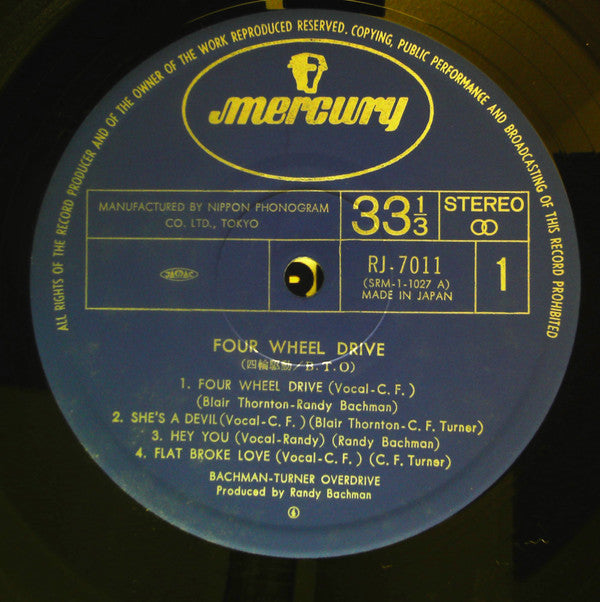 ALL RIGHTS OF THE RECORD PRODUCER AND OF THE OWNER OF THE WORK REPRODUCED RESERVED. COPYING, PUBLIC PERFORMANCE AND BROADCASTING OF THIS RECORD PROHIBITED
mercury
MANUFACTURED BY NIPPON PHONOGRAM
CO. LTD., TOKYO
33 1/3
STEREO
RJ-7011
(SRM-1-1027 A)
MADE IN JAPAN
1
FOUR WHEEL DRIVE
(四輪駆動/B.T.O)
1. FOUR WHEEL DRIVE (Vocal-C. F.)
(Blair Thornton-Randy Bachman)
2. SHE'S A DEVIL (Vocal-C. F.) (Blair Thornton-C. F. Turner)
3. HEY YOU (Vocal-Randy) (Randy Bachman)
4. FLAT BROKE LOVE (Vocal-C. F.) (C. F. Turner)
BACHMAN-TURNER OVERDRIVE
Produced by Randy Bachman